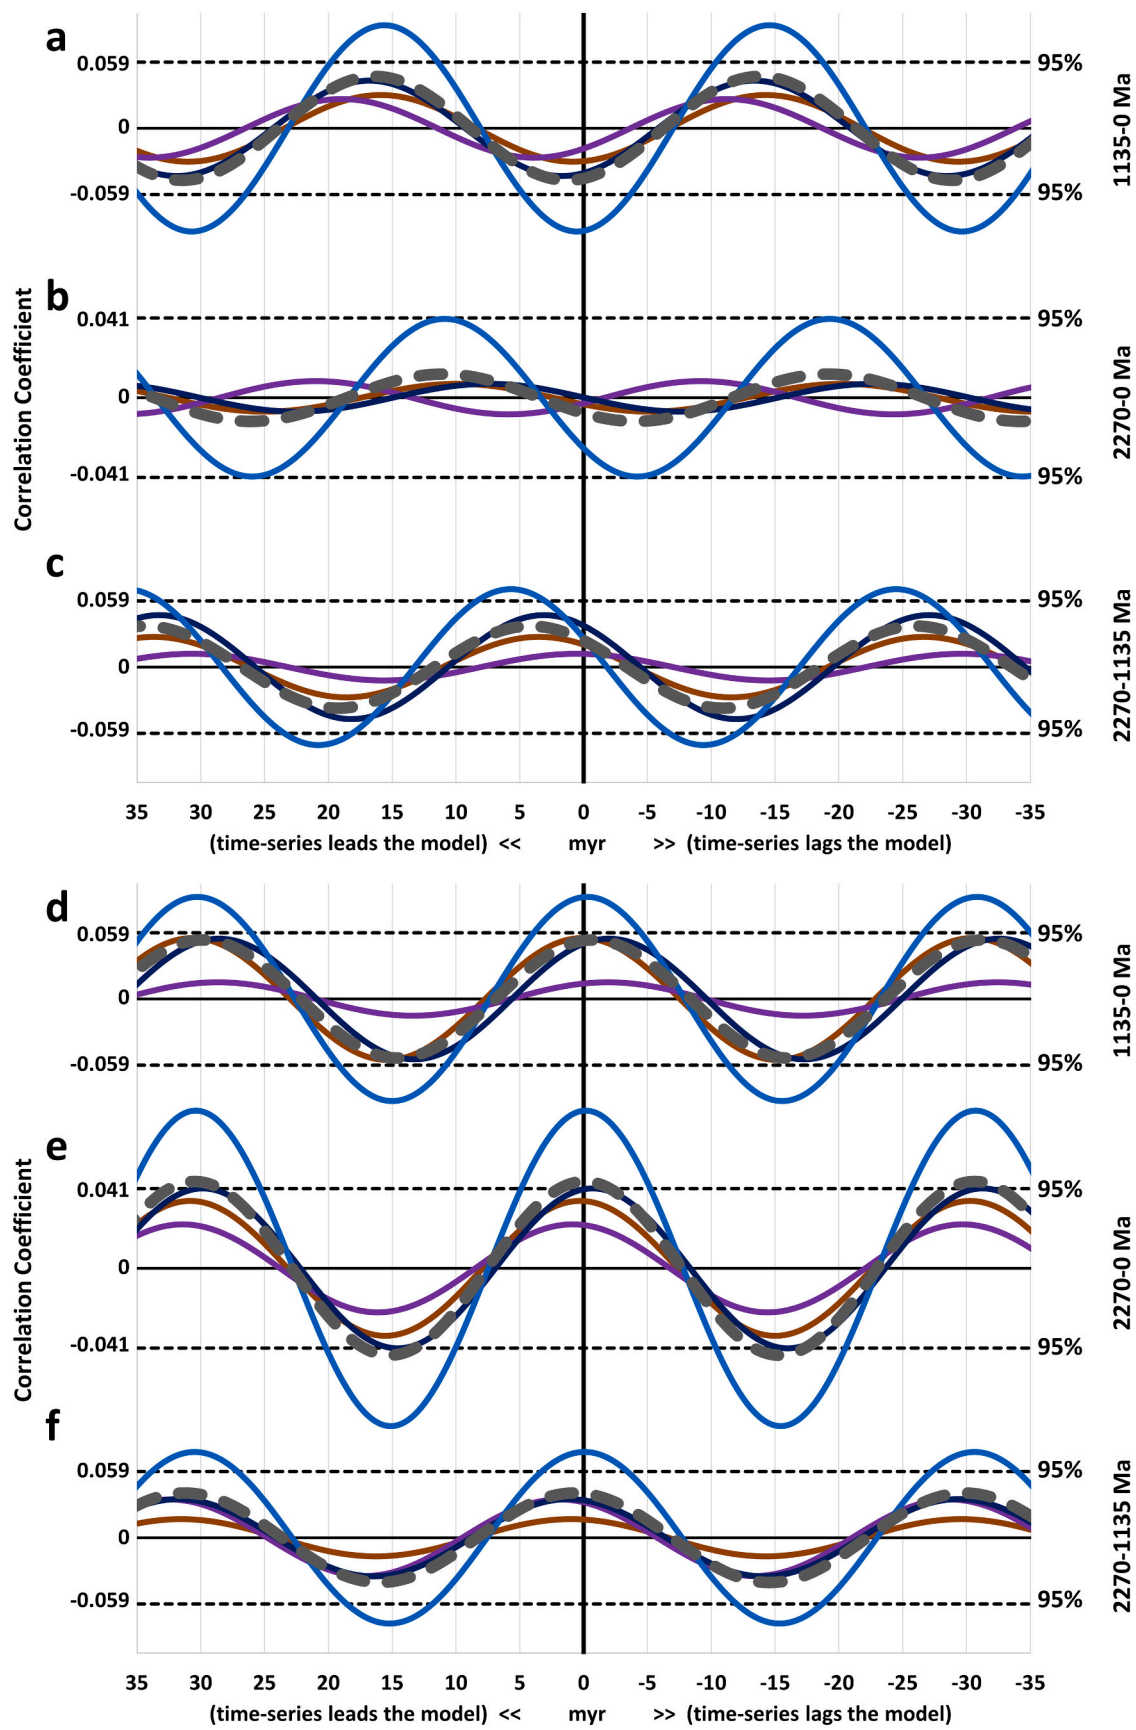 a
0.059
95%
0
-0.059
95%
1135-0 Ma
b
0.041
95%
0
-0.041
95%
2270-0 Ma
Correlation Coefficient
c
0.059
95%
0
-0.059
95%
2270-1135 Ma
35 30 25 20 15 10 5 0 -5 -10 -15 -20 -25 -30 -35
(time-series leads the model) << myr >> (time-series lags the model)
d
0.059
95%
0
-0.059
95%
1135-0 Ma
e
0.041
95%
0
-0.041
95%
2270-0 Ma
Correlation Coefficient
f
0.059
95%
0
-0.059
95%
2270-1135 Ma
35 30 25 20 15 10 5 0 -5 -10 -15 -20 -25 -30 -35
(time-series leads the model) << myr >> (time-series lags the model)